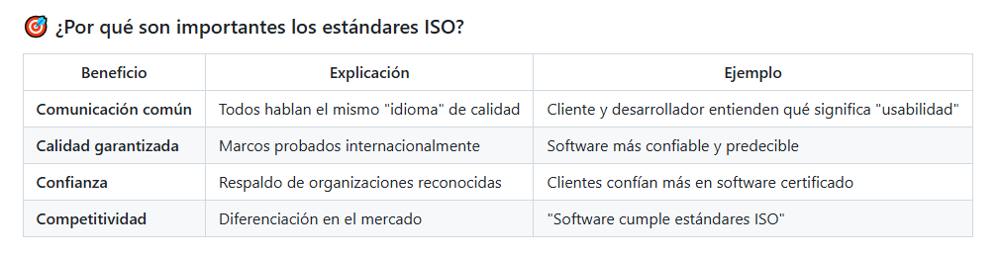 🎯 ¿Por qué son importantes los estándares ISO?
Beneficio Explicación Ejemplo
Comunicación común Todos hablan el mismo "idioma" de calidad Cliente y desarrollador entienden qué significa "usabilidad"
Calidad garantizada Marcos probados internacionalmente Software más confiable y predecible
Confianza Respaldo de organizaciones reconocidas Clientes confían más en software certificado
Competitividad Diferenciación en el mercado "Software cumple estándares ISO"